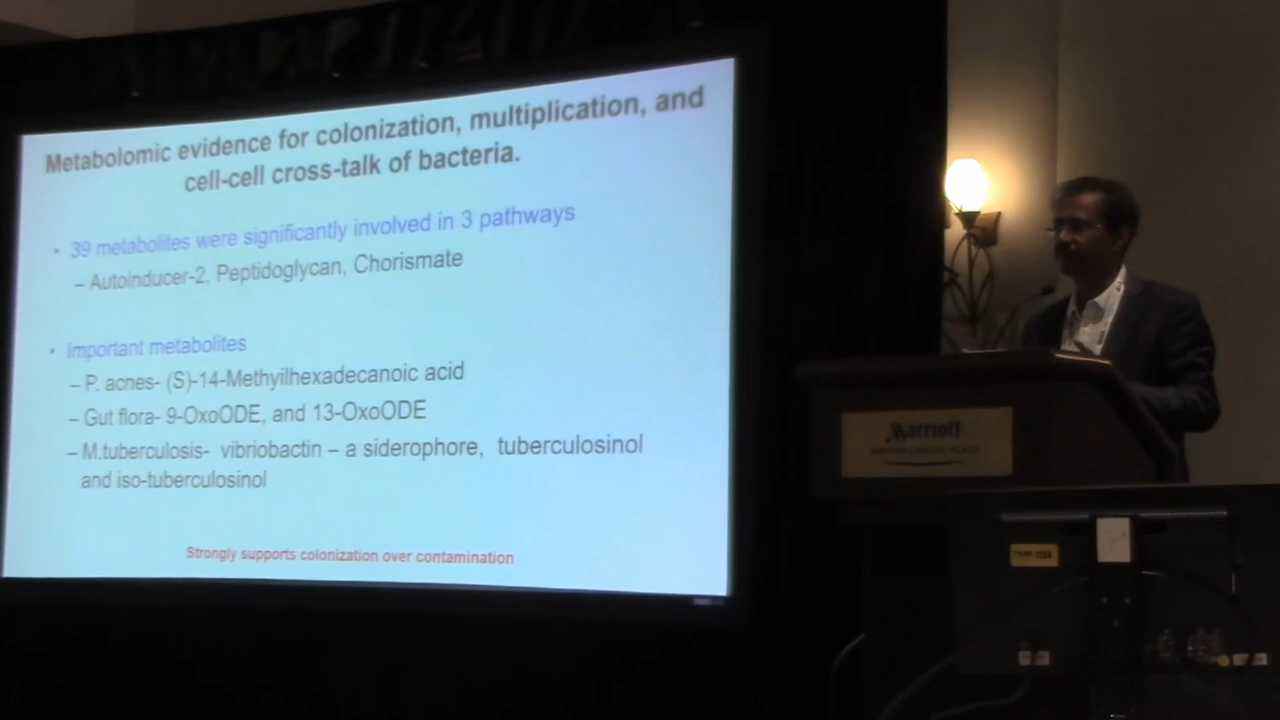 Metabolomic evidence for colonization, multiplication, and
cell-cell cross-talk of bacteria.
• 39 metabolites were significantly involved in 3 pathways
– Autoinducer-2, Peptidoglycan, Chorismate
• Important metabolites
– P. acnes- (S)-14-Methyilhexadecanoic acid
– Gut flora- 9-OxoODE, and 13-OxoODE
– M.tuberculosis- vibriobactin – a siderophore, tuberculosinol
and iso-tuberculosinol
Strongly supports colonization over contamination
Marriott